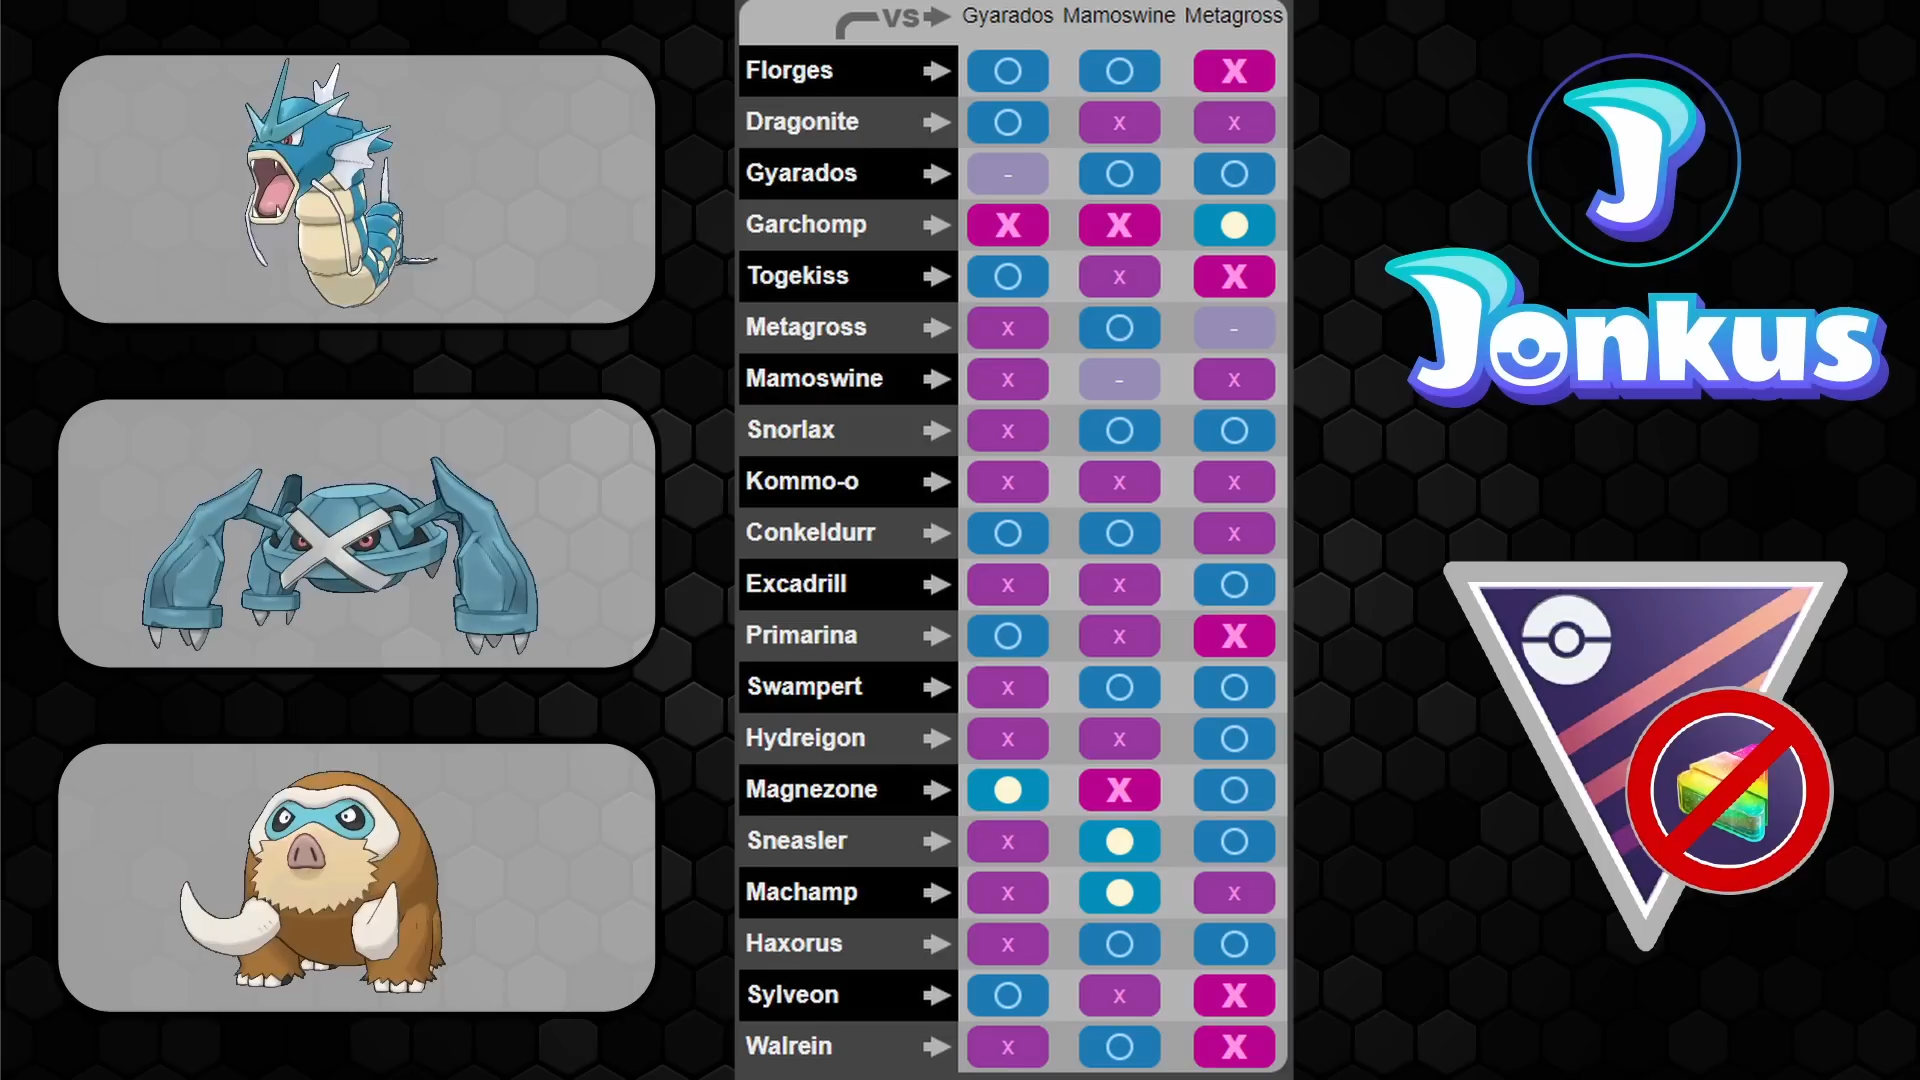 VS Gyarados Mamoswine Metagross
Florges O O X
Dragonite O x x
Gyarados - O O
Garchomp X X
Togekiss O x X
Metagross x O -
Mamoswine x - x
Snorlax x O O
Kommo-o x x x
Conkeldurr O O x
Excadrill x x O
Primarina O x X
Swampert x O O
Hydreigon x x O
Magnezone X O
Sneasler x O
Machamp x x
Haxorus x O O
Sylveon O x X
Walrein x O X
J
Jonkus